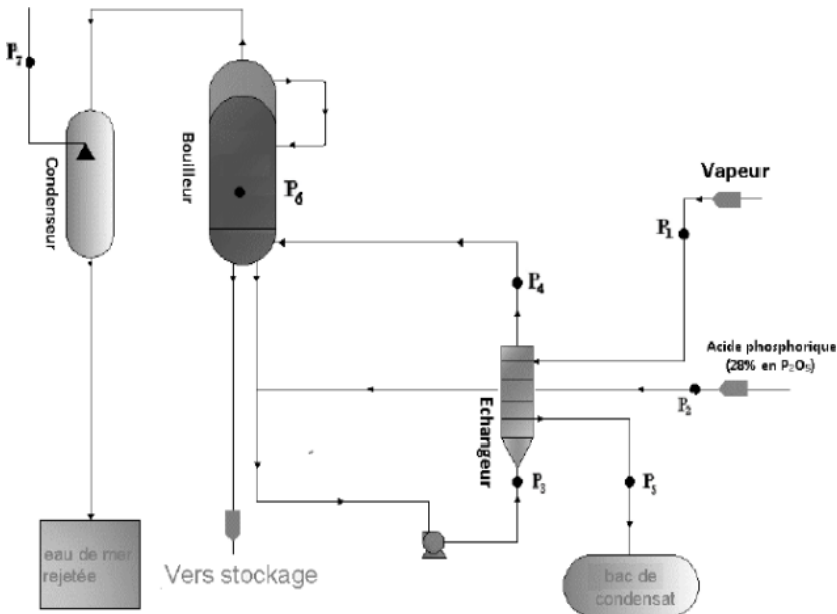 P7
Condenseur
Bouilleur
P6
Vapeur
P1
P4
Acide phosphorique
(28% en P₂O₅)
P2
Echangeur
P3
P5
eau de mer
rejetée
Vers stockage
bac de
condensat